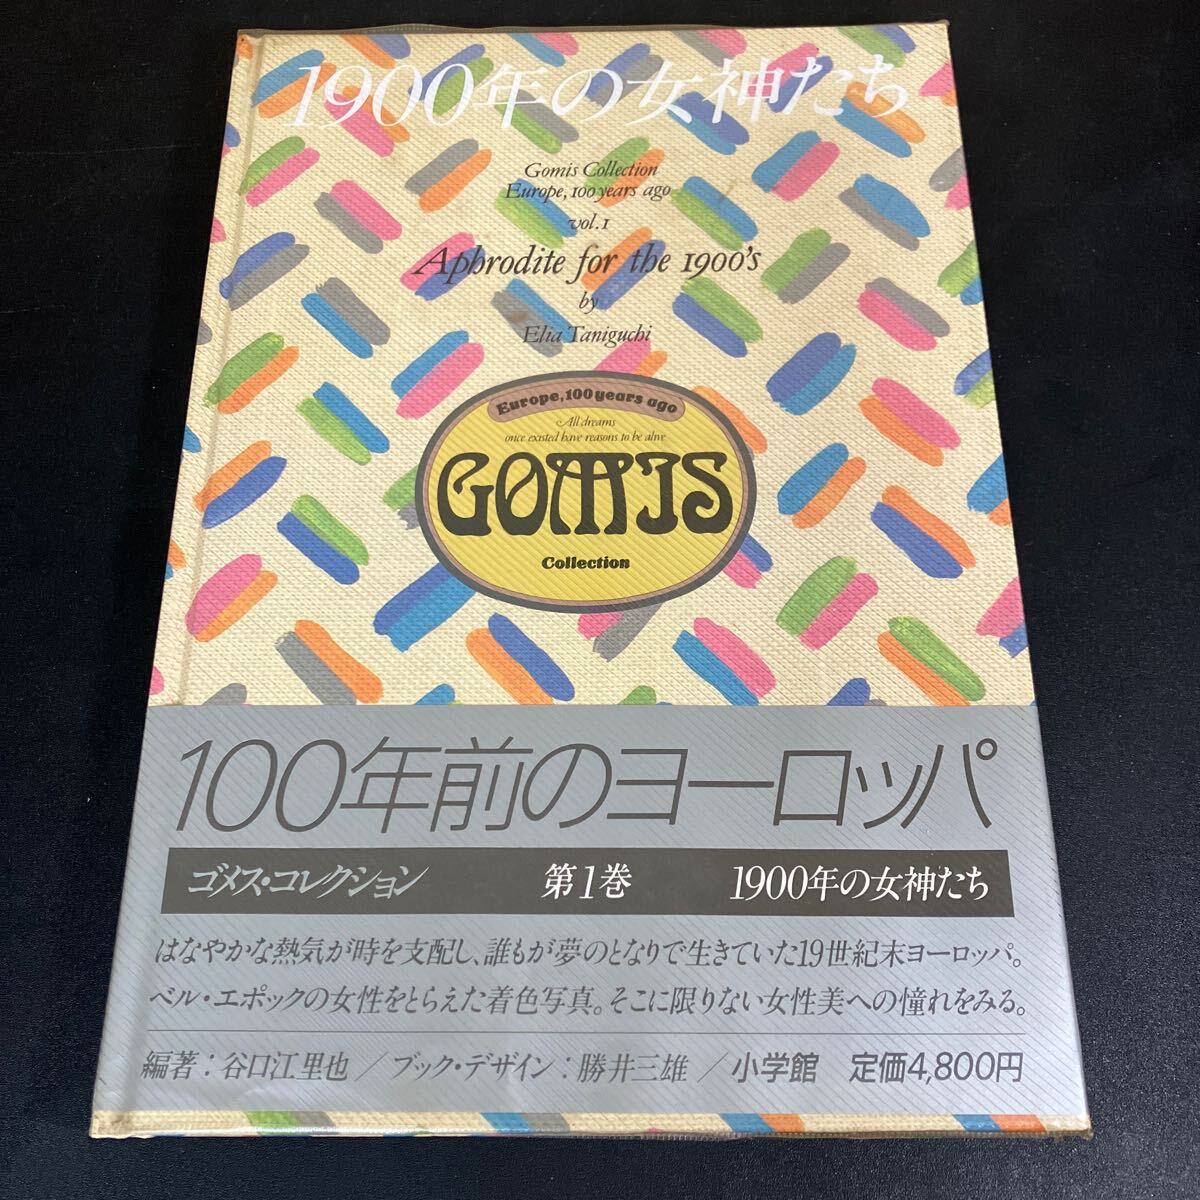 1900年の女神たち
Gomis Collection
Europe, 100 years ago
vol.1
Aphrodite for the 1900's
by
Elia Taniguchi
Europe, 100 years ago
All dreams
once existed have reasons to be alive
GOMIS
Collection
100年前のヨーロッパ
ゴメス・コレクション 第1巻 1900年の女神たち
はなやかな熱気が時を支配し、誰もが夢のとなりで生きていた19世紀末ヨーロッパ。
ベル・エポックの女性をとらえた着色写真。そこに限りない女性美への憧れをみる。
編著:谷口江里也/ブック・デザイン:勝井三雄/小学館 定価4,800円